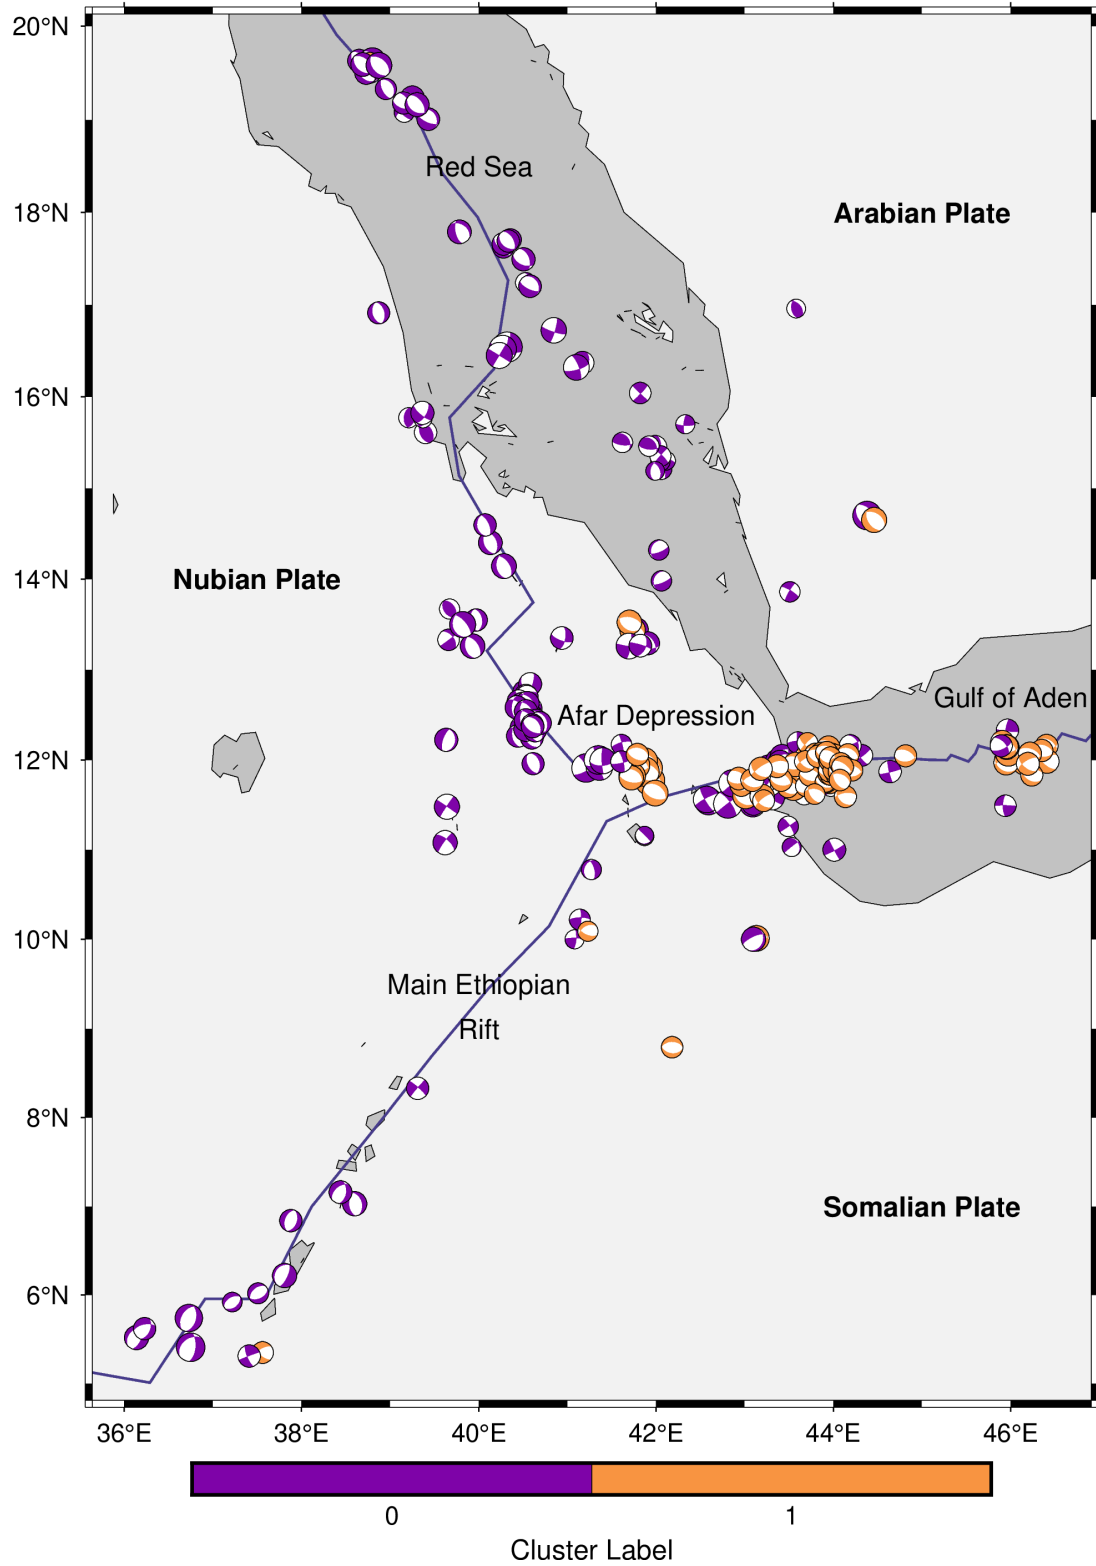 20°N
18°N
16°N
14°N
12°N
10°N
8°N
6°N
Red Sea
Arabian Plate
Nubian Plate
Gulf of Aden
Afar Depression
Main Ethiopian
Rift
Somalian Plate
36°E 38°E 40°E 42°E 44°E 46°E
0 1
Cluster Label